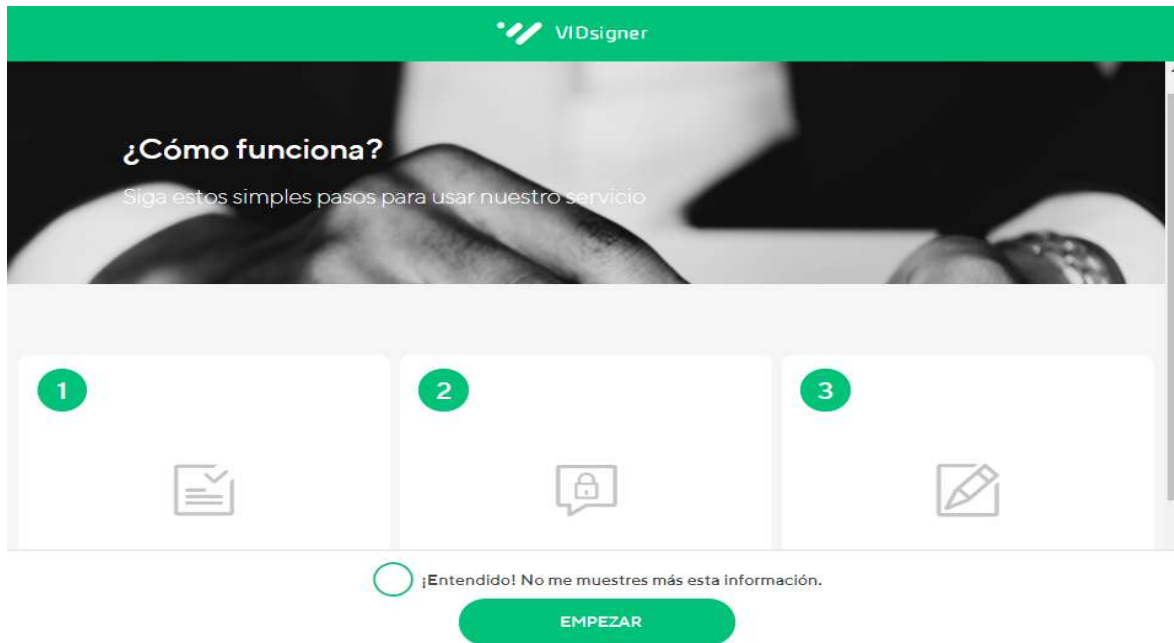 VIDsigner
¿Cómo funciona?
Siga estos simples pasos para usar nuestro servicio
1
2
3
¡Entendido! No me muestres más esta información.
EMPEZAR